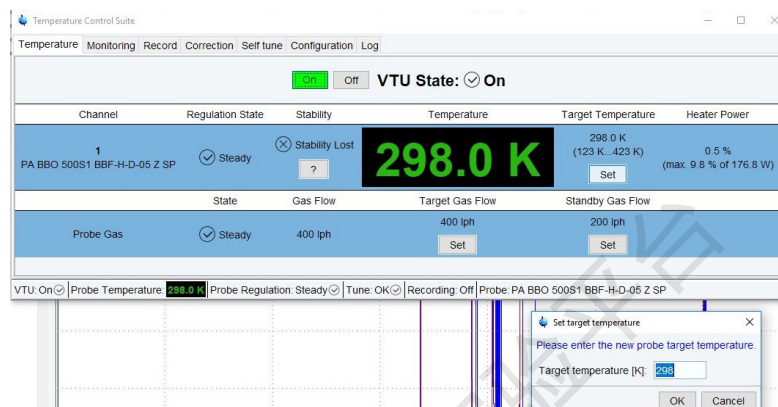 Temperature Control Suite
Temperature Monitoring Record Correction Self tune Configuration Log
On Off VTU State: On
Channel Regulation State Stability Temperature Target Temperature Heater Power
1
PA BBO 500S1 BBF-H-D-05 Z SP
Steady
Stability Lost
?
298.0 K
298.0 K
(123 K...423 K)
Set
0.5 %
(max. 9.8 % of 176.8 W)
State Gas Flow Target Gas Flow Standby Gas Flow
Probe Gas
Steady
400 lph
400 lph
Set
200 lph
Set
VTU: On Probe Temperature: 298.0 K Probe Regulation: Steady Tune: OK Recording: Off Probe: PA BBO 500S1 BBF-H-D-05 Z SP
Set target temperature
Please enter the new probe target temperature.
Target temperature [K]: 298
OK Cancel
验平台